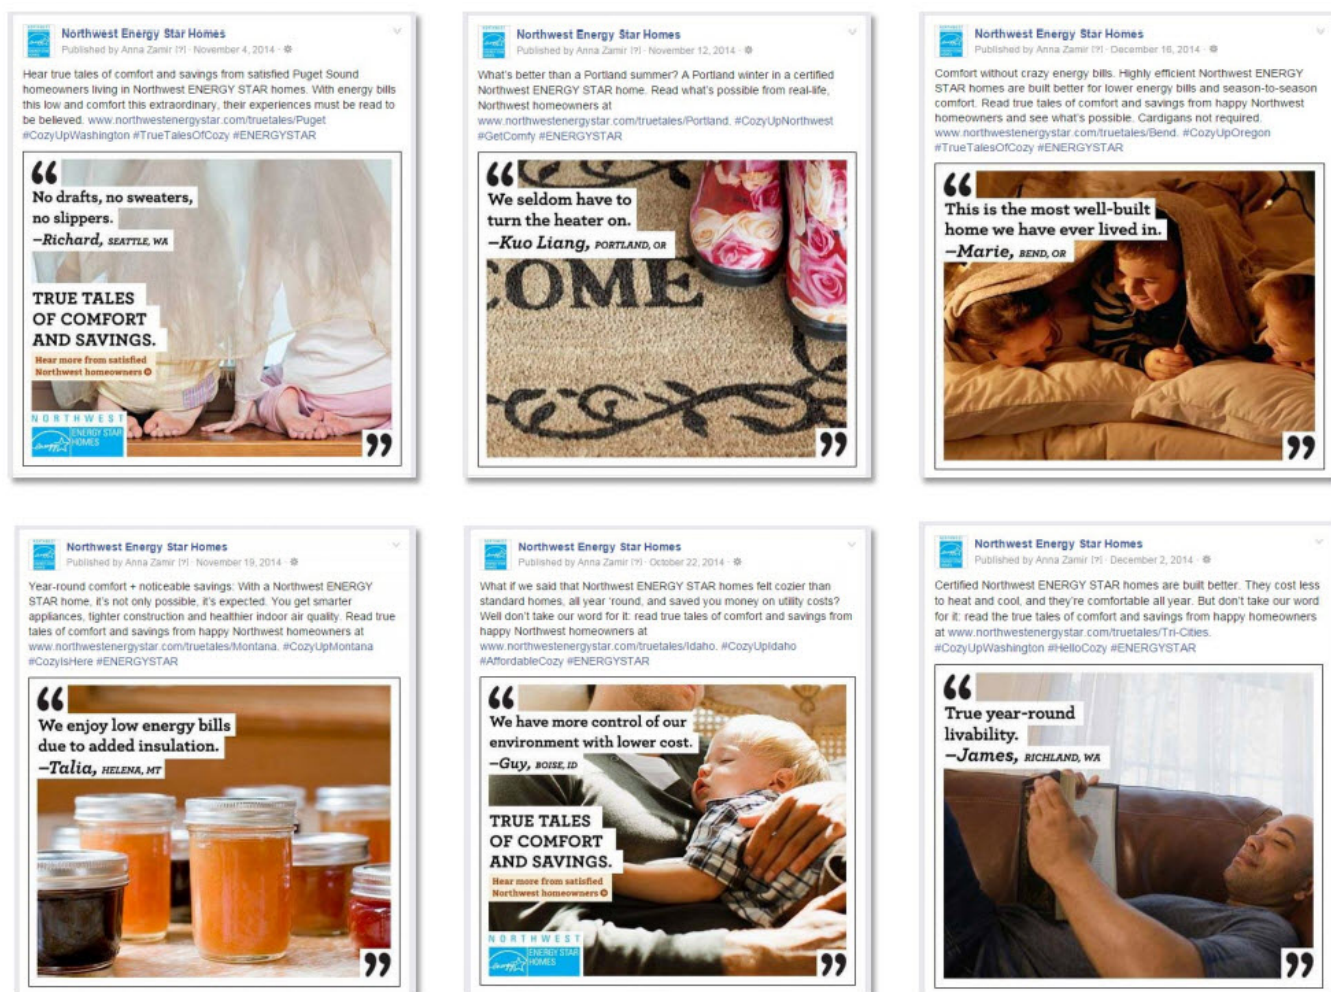 Northwest Energy Star Homes
Published by Anna Zamir [?] · November 4, 2014 ·
Hear true tales of comfort and savings from satisfied Puget Sound
homeowners living in Northwest ENERGY STAR homes. With energy bills
this low and comfort this extraordinary, their experiences must be read to
be believed. www.northwestenergystar.com/truetales/Puget
#CozyUpWashington #TrueTalesOfCozy #ENERGYSTAR
“
No drafts, no sweaters,
no slippers.
–Richard, SEATTLE, WA
TRUE TALES
OF COMFORT
AND SAVINGS.
Hear more from satisfied
Northwest homeowners
NORTHWEST
ENERGY STAR
HOMES
”
Northwest Energy Star Homes
Published by Anna Zamir [?] · November 12, 2014 ·
What's better than a Portland summer? A Portland winter in a certified
Northwest ENERGY STAR home. Read what's possible from real-life,
Northwest homeowners at
www.northwestenergystar.com/truetales/Portland. #CozyUpNorthwest
#GetComfy #ENERGYSTAR
“
We seldom have to
turn the heater on.
–Kuo Liang, PORTLAND, OR
COME
”
Northwest Energy Star Homes
Published by Anna Zamir [?] · December 16, 2014 ·
Comfort without crazy energy bills. Highly efficient Northwest ENERGY
STAR homes are built better for lower energy bills and season-to-season
comfort. Read true tales of comfort and savings from happy Northwest
homeowners and see what's possible. Cardigans not required.
www.northwestenergystar.com/truetales/Bend. #CozyUpOregon
#TrueTalesOfCozy #ENERGYSTAR
“
This is the most well-built
home we have ever lived in.
–Marie, BEND, OR
”
Northwest Energy Star Homes
Published by Anna Zamir [?] · November 19, 2014 ·
Year-round comfort + noticeable savings: With a Northwest ENERGY
STAR home, it's not only possible, it's expected. You get smarter
appliances, tighter construction and healthier indoor air quality. Read true
tales of comfort and savings from happy Northwest homeowners at
www.northwestenergystar.com/truetales/Montana. #CozyUpMontana
#CozyIsHere #ENERGYSTAR
“
We enjoy low energy bills
due to added insulation.
–Talia, HELENA, MT
”
Northwest Energy Star Homes
Published by Anna Zamir [?] · October 22, 2014 ·
What if we said that Northwest ENERGY STAR homes felt cozier than
standard homes, all year 'round, and saved you money on utility costs?
Well don't take our word for it: read true tales of comfort and savings from
happy Northwest homeowners at
www.northwestenergystar.com/truetales/Idaho. #CozyUpIdaho
#AffordableCozy #ENERGYSTAR
“
We have more control of our
environment with lower cost.
–Guy, BOISE, ID
TRUE TALES
OF COMFORT
AND SAVINGS.
Hear more from satisfied
Northwest homeowners
NORTHWEST
ENERGY STAR
HOMES
”
Northwest Energy Star Homes
Published by Anna Zamir [?] · December 2, 2014 ·
Certified Northwest ENERGY STAR homes are built better. They cost less
to heat and cool, and they're comfortable all year. But don't take our word
for it: read the true tales of comfort and savings from happy homeowners
at www.northwestenergystar.com/truetales/Tri-Cities.
#CozyUpWashington #HelloCozy #ENERGYSTAR
“
True year-round
livability.
–James, RICHLAND, WA
”